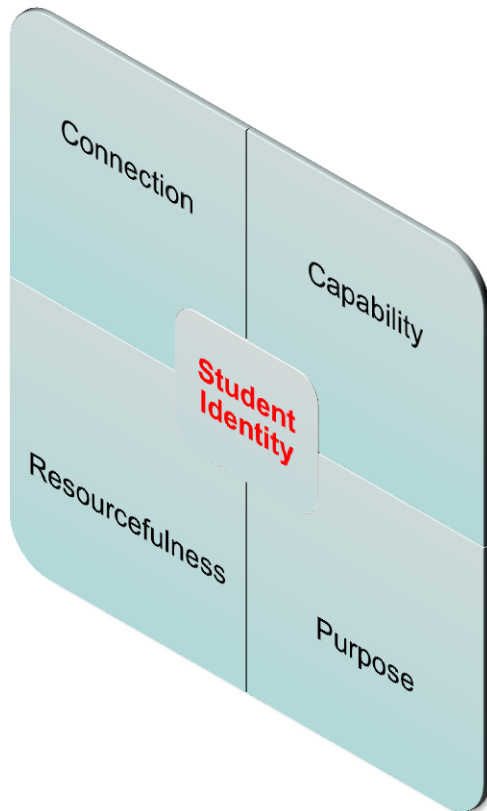 Connection
Capability
Student
Identity
Resourcefulness
Purpose